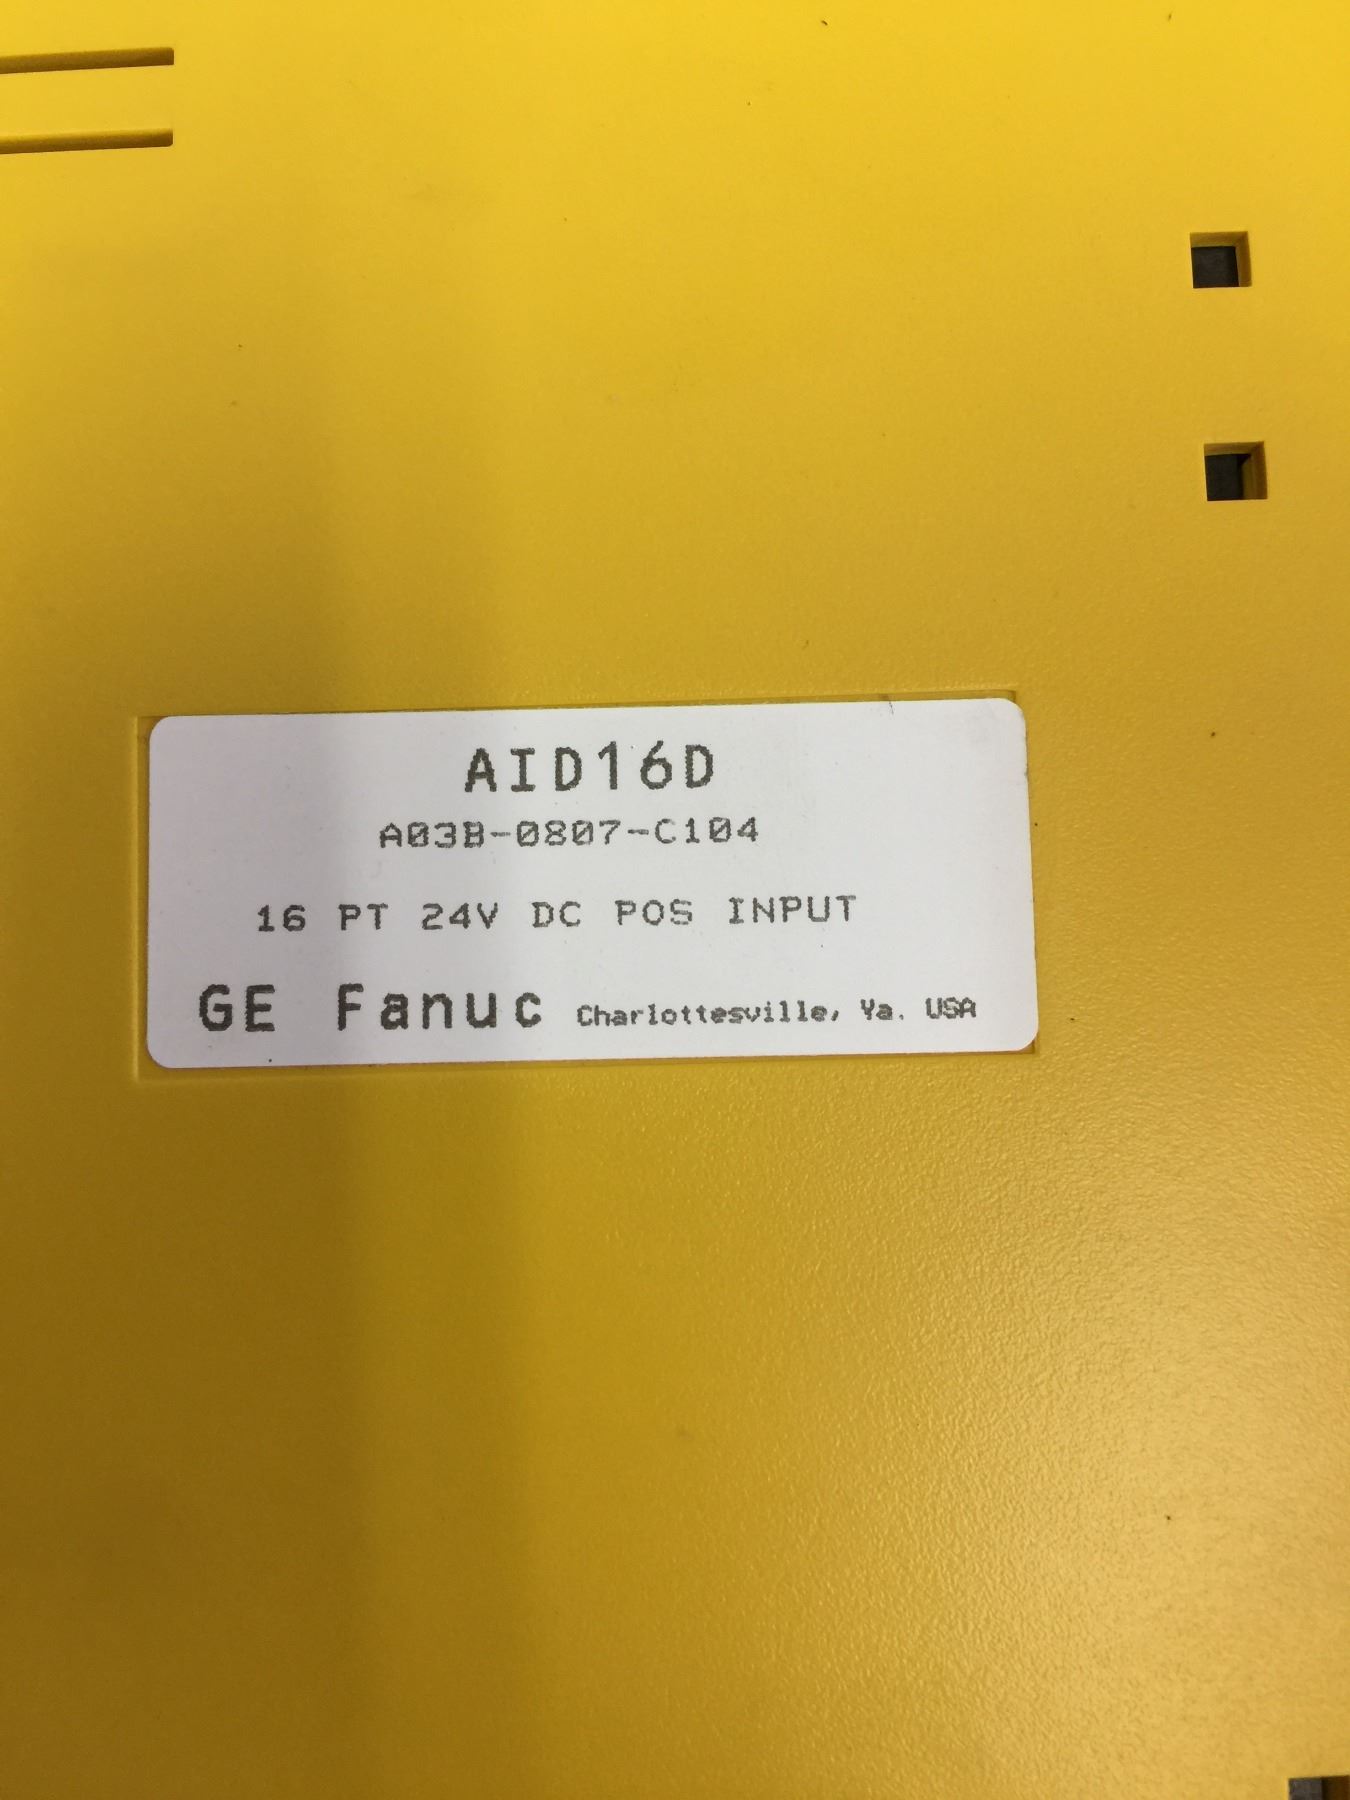 AID16D
A03B-0807-C104
16 PT 24V DC POS INPUT
GE Fanuc Charlottesville, Va. USA